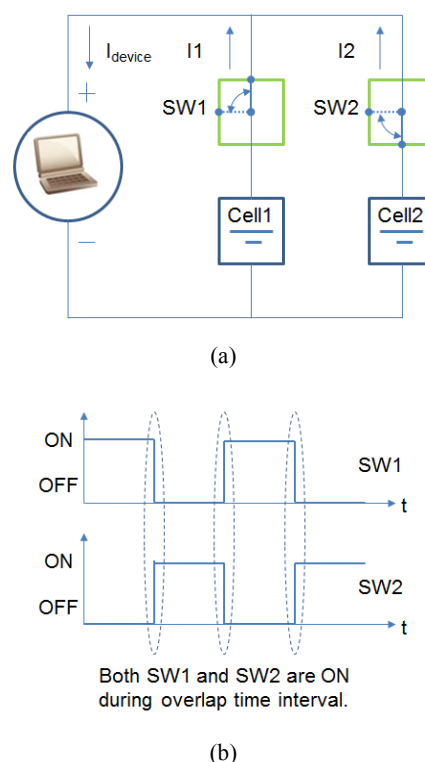 I_device I1 I2
+
SW1 SW2
Cell1 Cell2
−
(a)
ON
SW1
OFF
t
ON
SW2
OFF
t
Both SW1 and SW2 are ON
during overlap time interval.
(b)